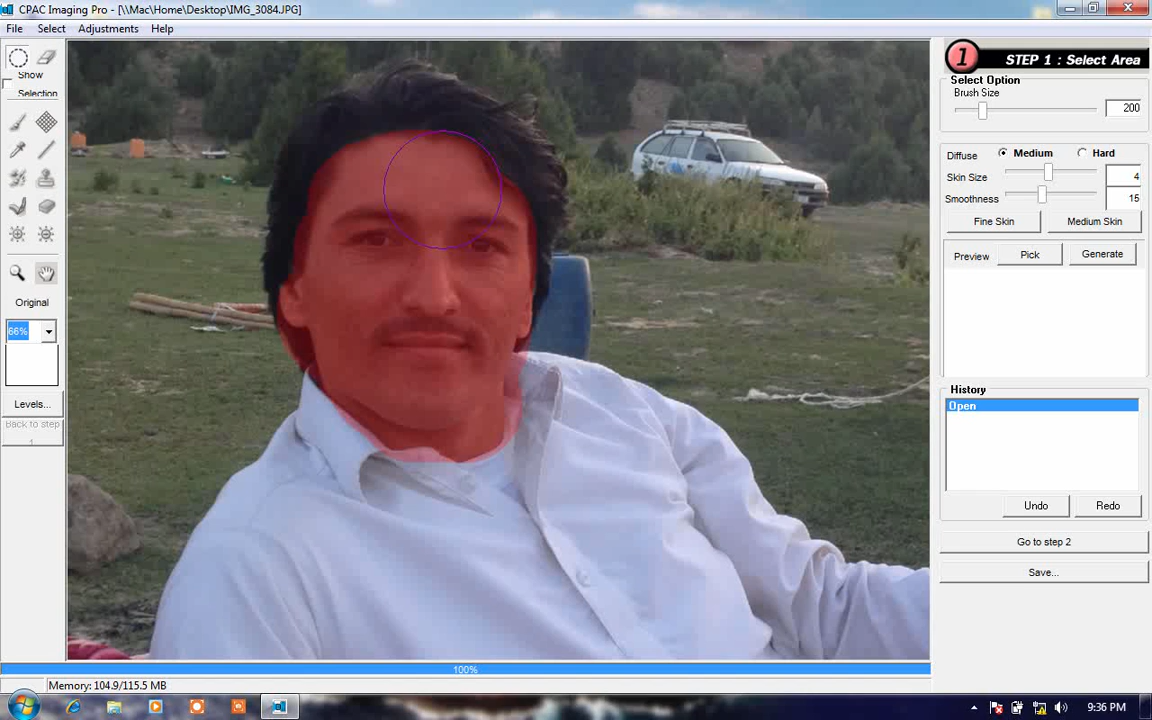 CPAC Imaging Pro - [\\Mac\Home\Desktop\IMG_3084.JPG]
File Select Adjustments Help
Show
Selection
Original
66%
Levels...
Back to step
1
1 STEP 1 : Select Area
Select Option
Brush Size
200
Diffuse Medium Hard
Skin Size 4
Smoothness 15
Fine Skin Medium Skin
Preview Pick Generate
History
Open
Undo Redo
Go to step 2
Save...
100%
Memory: 104.9/115.5 MB
9:36 PM